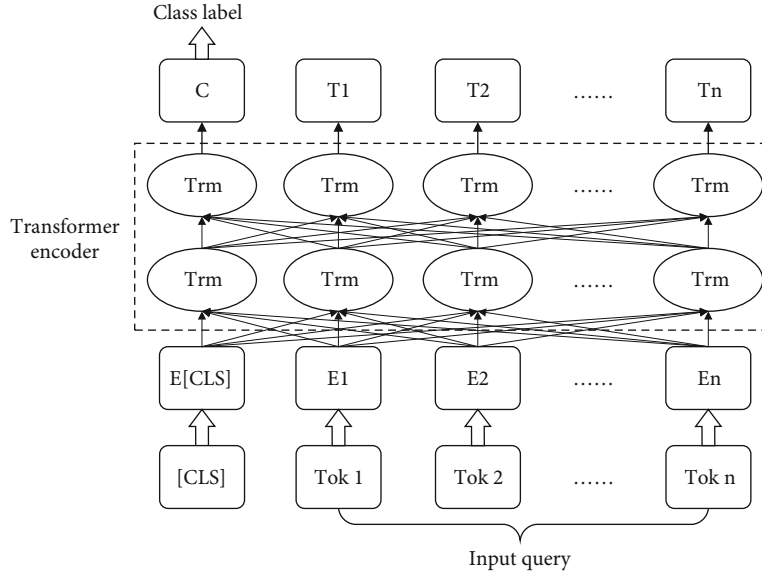 Class label
C
T1
T2
......
Tn
Trm
Trm
Trm
......
Trm
Transformer
encoder
Trm
Trm
Trm
......
Trm
E[CLS]
E1
E2
......
En
[CLS]
Tok 1
Tok 2
......
Tok n
Input query